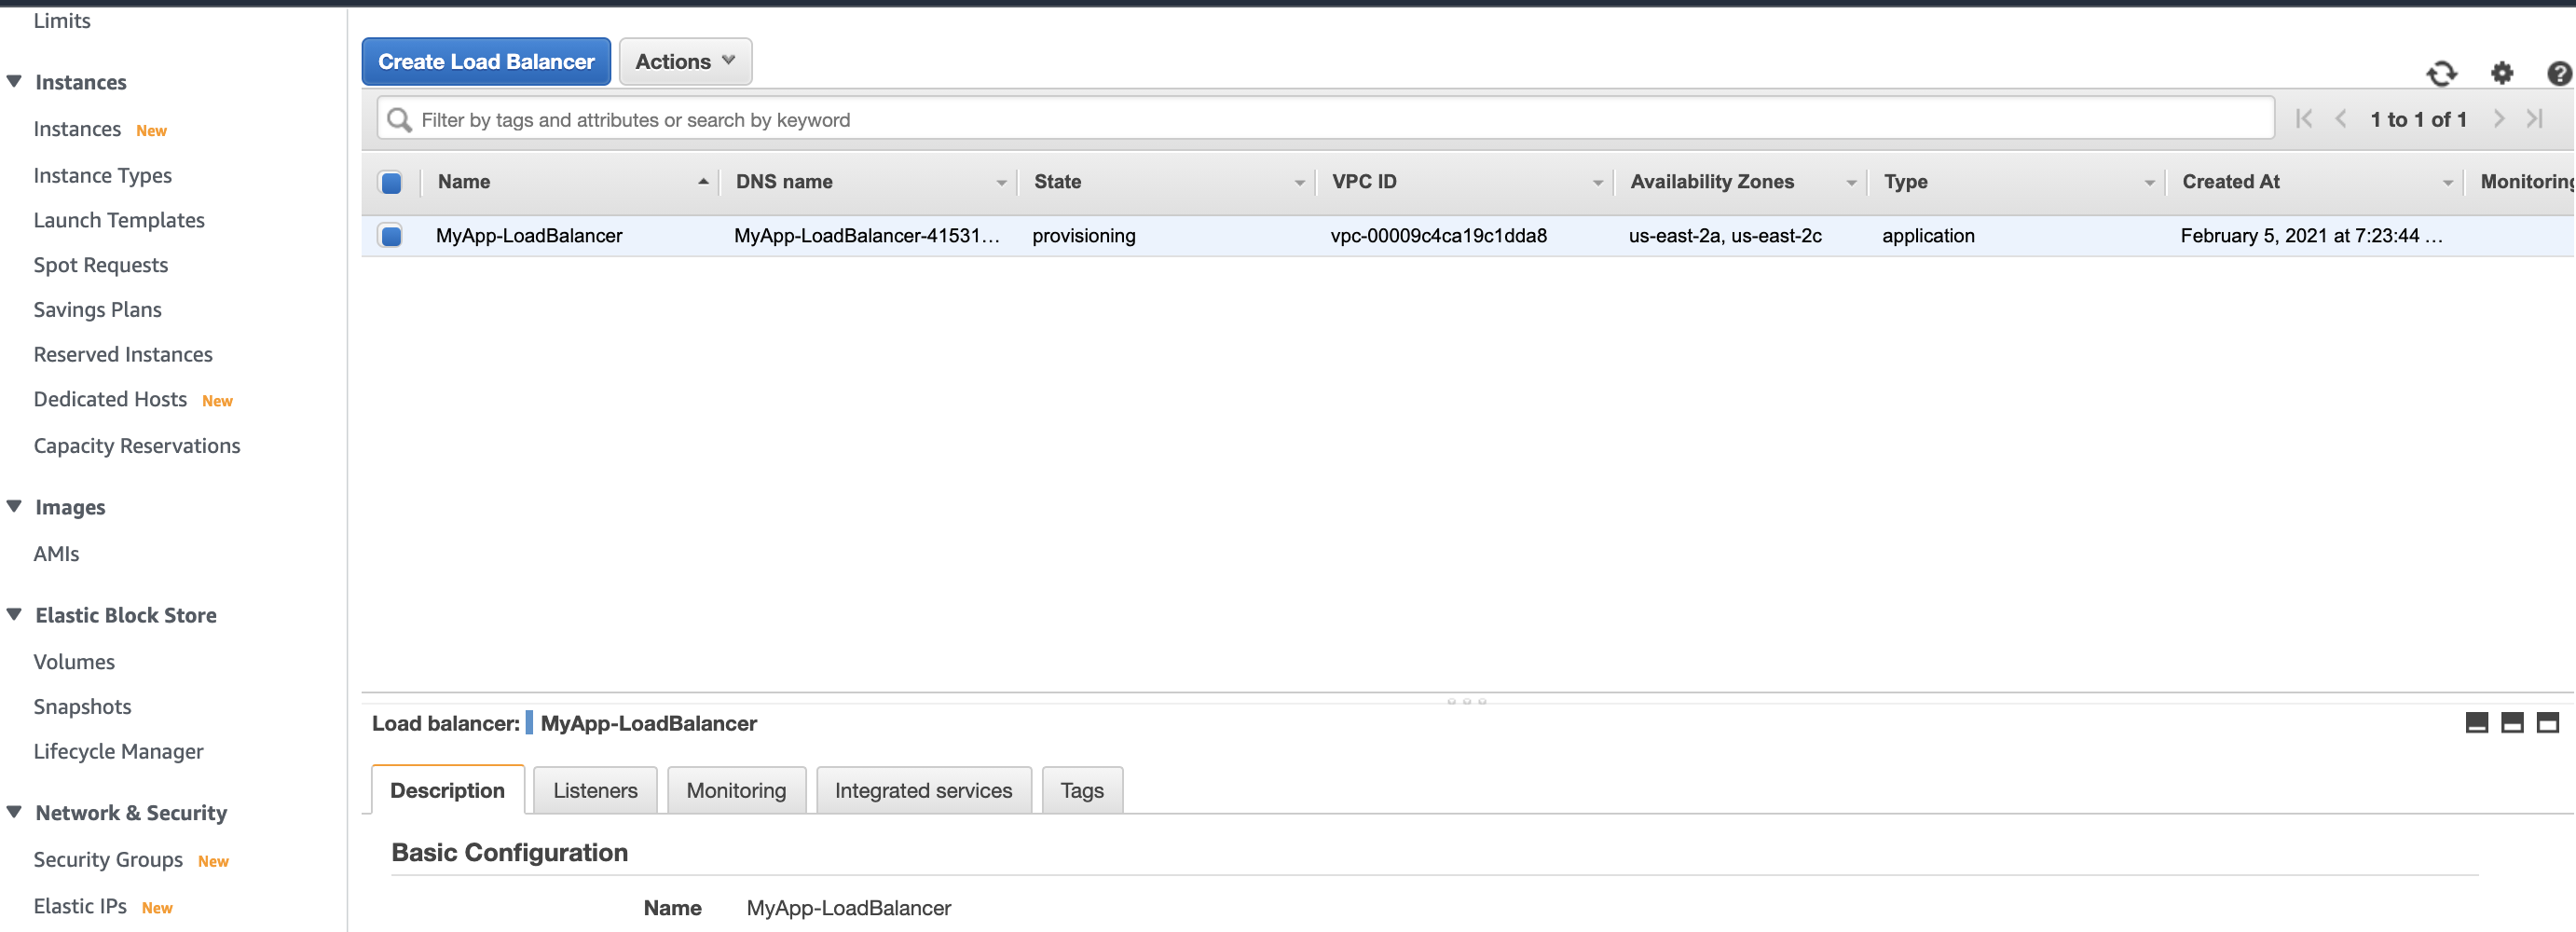 Limits
Instances
Instances New
Instance Types
Launch Templates
Spot Requests
Savings Plans
Reserved Instances
Dedicated Hosts New
Capacity Reservations
Images
AMIs
Elastic Block Store
Volumes
Snapshots
Lifecycle Manager
Network & Security
Security Groups New
Elastic IPs New
Create Load Balancer Actions
Filter by tags and attributes or search by keyword 1 to 1 of 1
Name DNS name State VPC ID Availability Zones Type Created At Monitoring
MyApp-LoadBalancer MyApp-LoadBalancer-41531... provisioning vpc-00009c4ca19c1dda8 us-east-2a, us-east-2c application February 5, 2021 at 7:23:44 ...
Load balancer: MyApp-LoadBalancer
Description Listeners Monitoring Integrated services Tags
Basic Configuration
Name MyApp-LoadBalancer